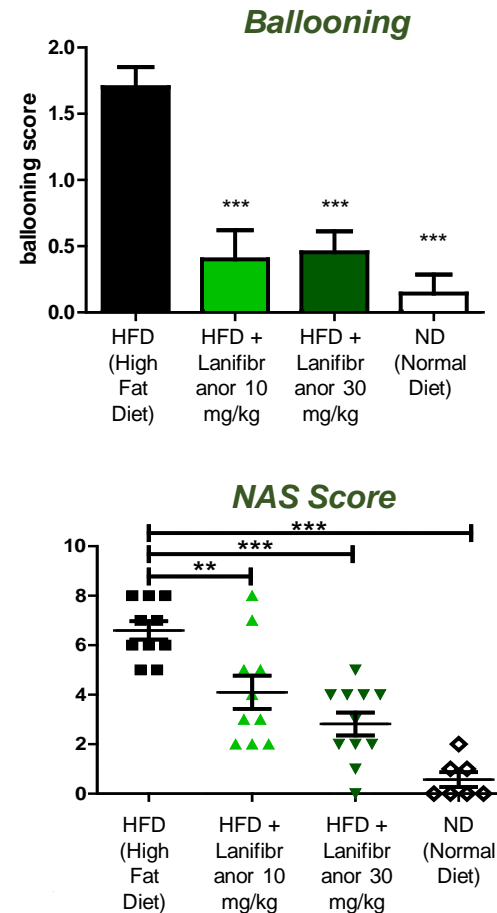 Ballooning
ballooning score
2.0
1.5
1.0
0.5
0.0
***
***
***
HFD
(High
Fat
Diet)
HFD +
Lanifibr
anor 10
mg/kg
HFD +
Lanifibr
anor 30
mg/kg
ND
(Normal
Diet)
NAS Score
***
***
**
10
8
6
4
2
0
HFD
(High
Fat
Diet)
HFD +
Lanifibr
anor 10
mg/kg
HFD +
Lanifibr
anor 30
mg/kg
ND
(Normal
Diet)